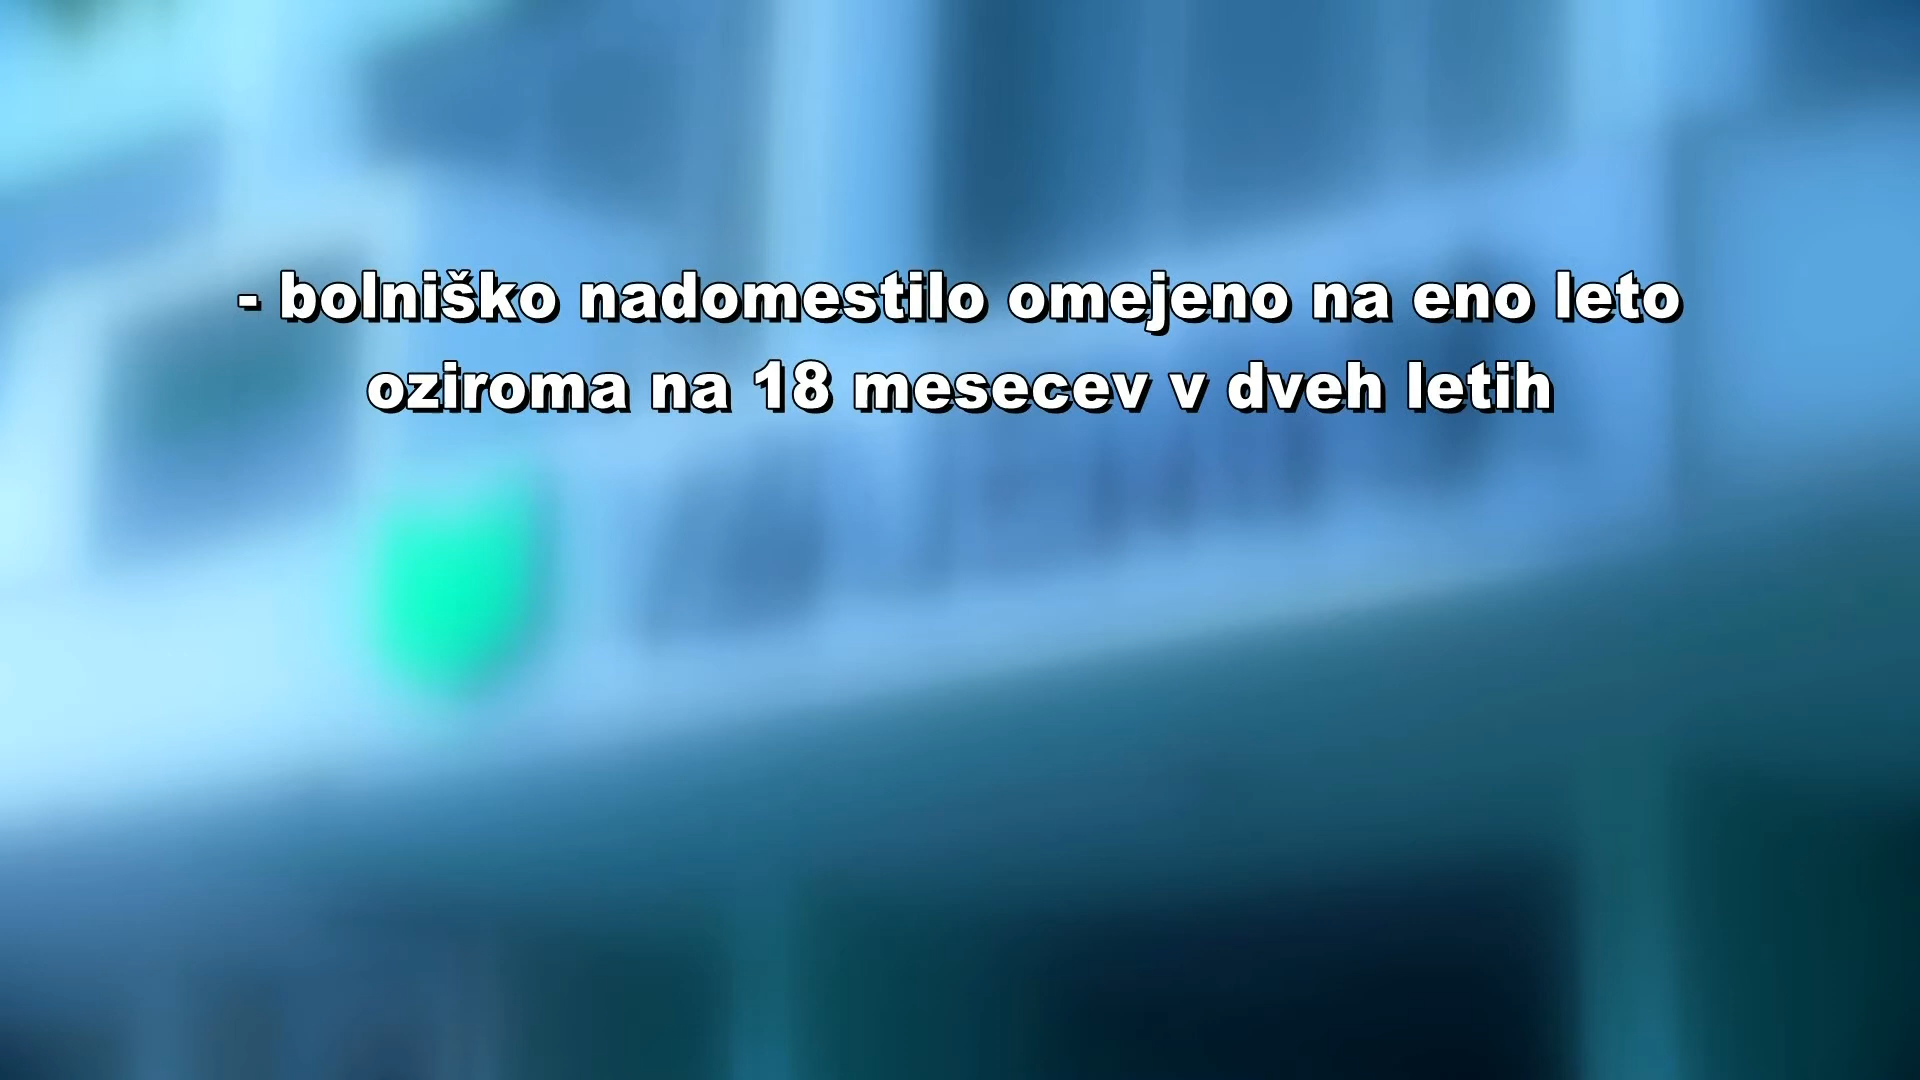 - bolniško nadomestilo omejeno na eno leto
oziroma na 18 mesecev v dveh letih